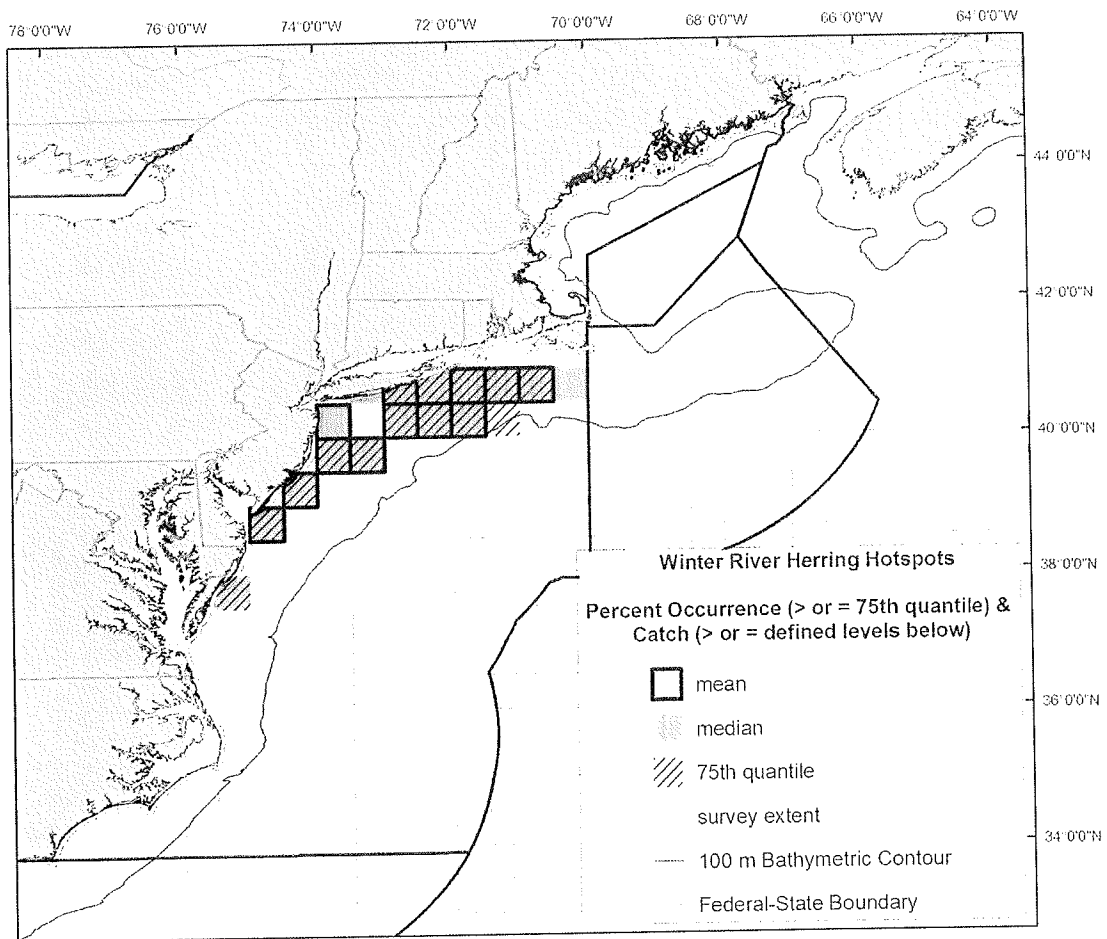 78°0'0"W 76°0'0"W 74°0'0"W 72°0'0"W 70°0'0"W 68°0'0"W 66°0'0"W 64°0'0"W
44°0'0"N
42°0'0"N
40°0'0"N
38°0'0"N
36°0'0"N
34°0'0"N
Winter River Herring Hotspots
Percent Occurrence (> or = 75th quantile) &
Catch (> or = defined levels below)
mean
median
75th quantile
survey extent
100 m Bathymetric Contour
Federal-State Boundary